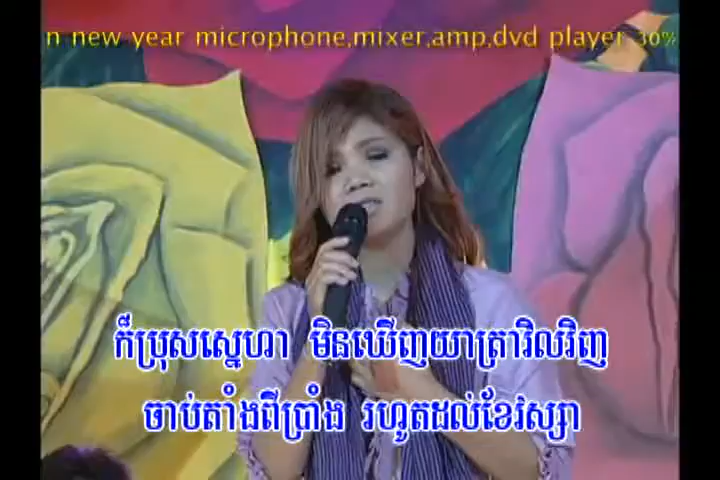 n new year microphone,mixer,amp,dvd player 30%
ក៏ប្រុសស្នេហា មិនឃើញយាត្រាវិលវិញ
ចាប់តាំងពីប្រាំង រហូតដល់ខែវស្សា